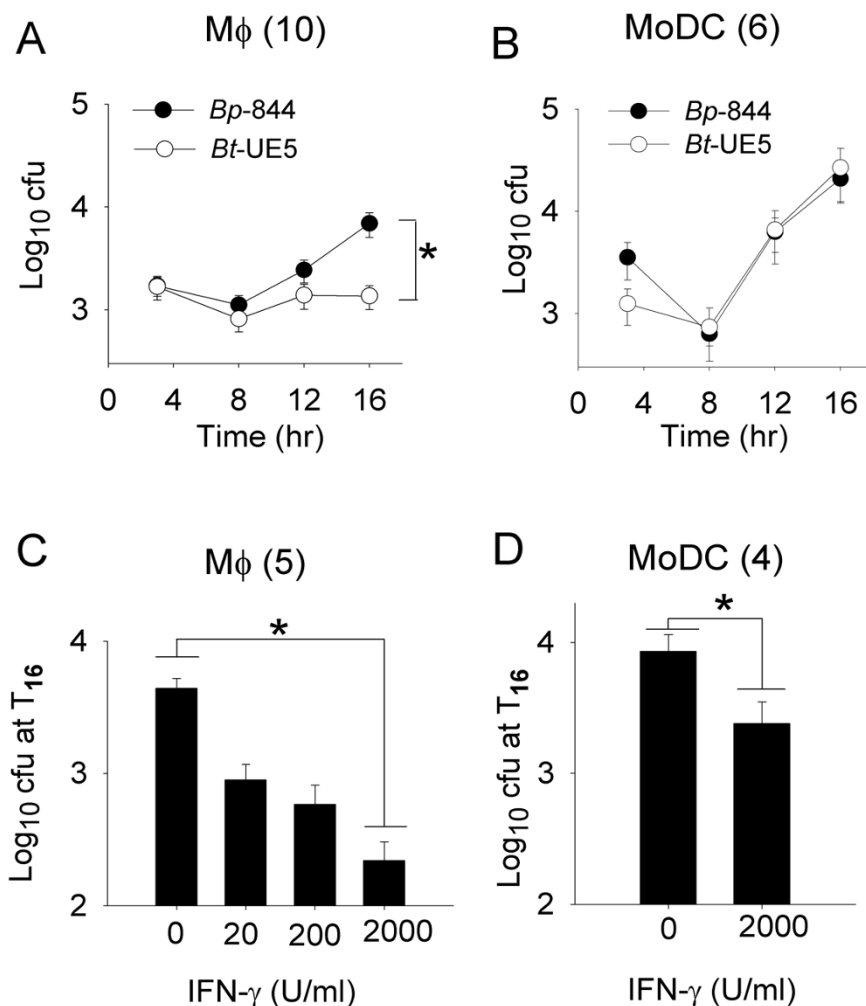 A
Mϕ (10)
Bp-844
Bt-UE5
5
4
3
Log10 cfu
*
0 4 8 12 16
Time (hr)
B
MoDC (6)
Bp-844
Bt-UE5
5
4
3
Log10 cfu
0 4 8 12 16
Time (hr)
C
Mϕ (5)
*
4
3
2
Log10 cfu at T16
0 20 200 2000
IFN-γ (U/ml)
D
MoDC (4)
*
4
3
2
Log10 cfu at T16
0 2000
IFN-γ (U/ml)